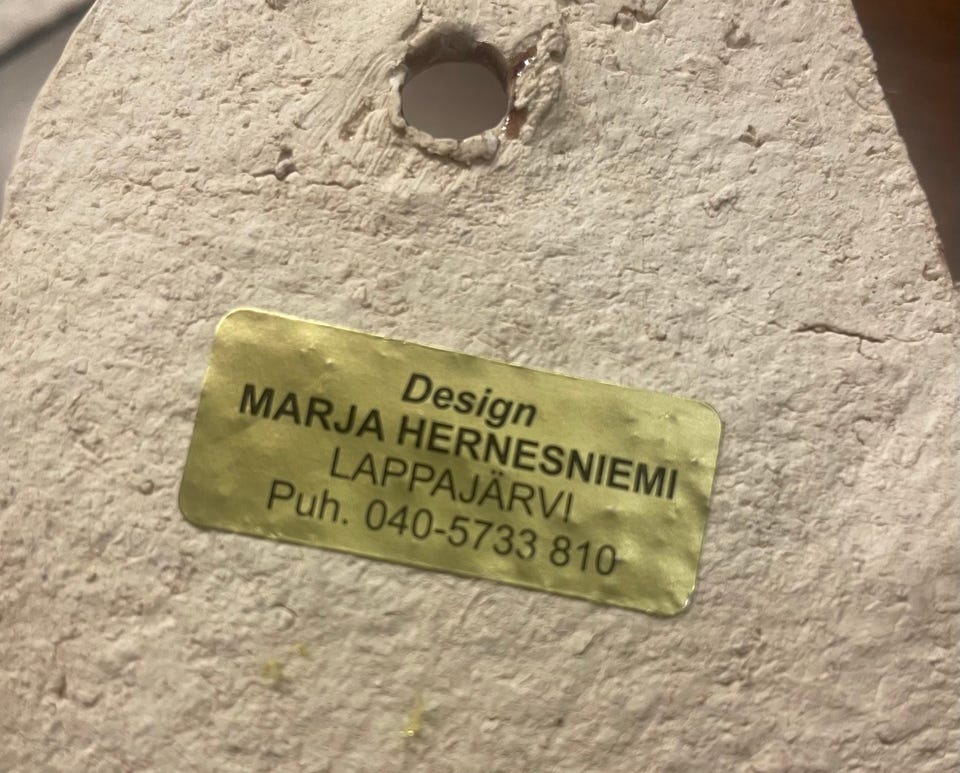 Design
MARJA HERNESNIEMI
LAPPAJÄRVI
Puh. 040-5733 810